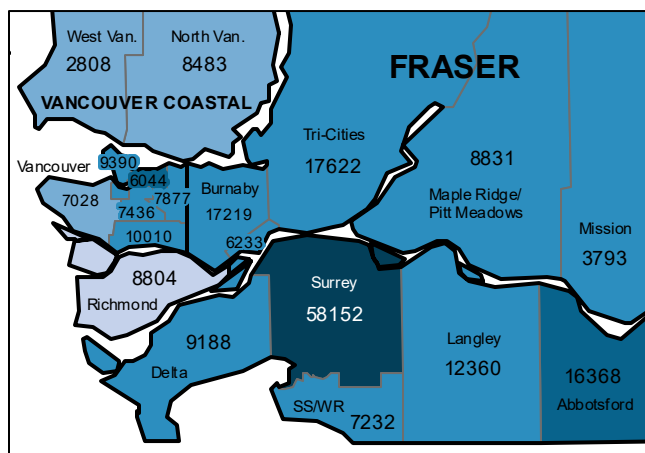 West Van.
2808
North Van.
8483
VANCOUVER COASTAL
FRASER
Tri-Cities
17622
8831
Maple Ridge/
Pitt Meadows
Mission
3793
Vancouver
9390
6044
7028
7436
7877
10010
Burnaby
17219
6233
8804
Richmond
Surrey
58152
9188
Delta
Langley
12360
16368
Abbotsford
SS/WR
7232